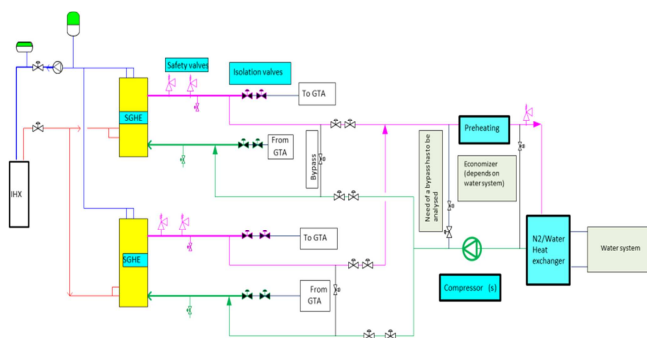 Safety valves
Isolation valves
To GTA
SGHE
From
GTA
Bypass
IHX
Need of a bypass has to be
analysed
Preheating
Economizer
(depends on
water system)
N2/Water
Heat
exchanger
Water system
Compressor (s)
To GTA
SGHE
From
GTA